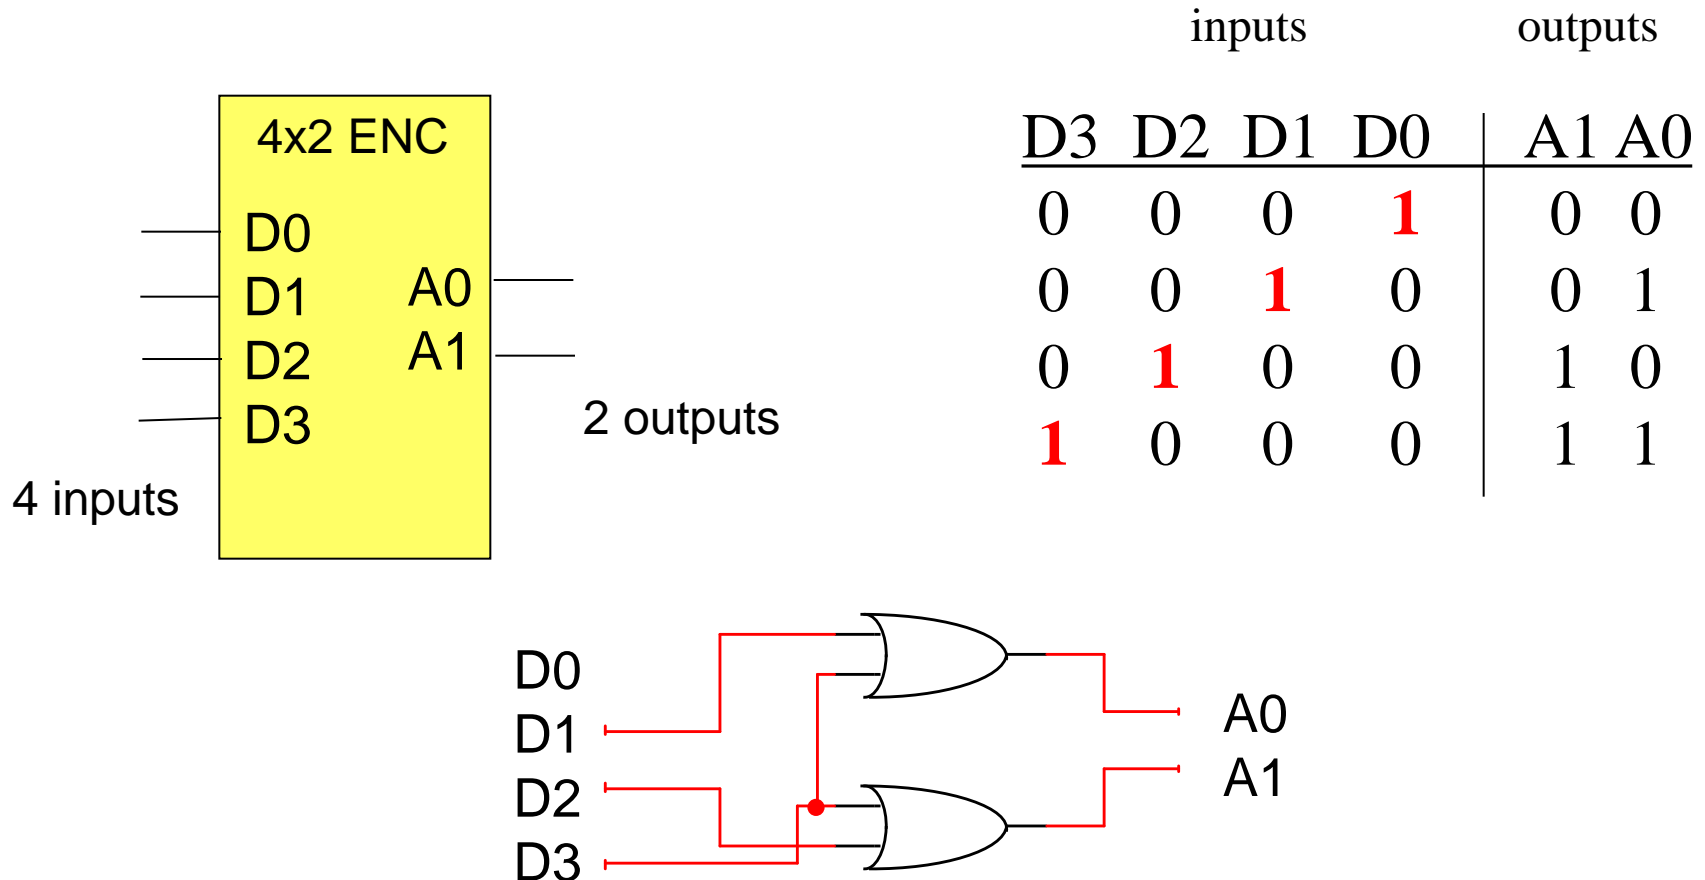 inputs outputs
4x2 ENC
D0
D1
D2
D3
A0
A1
4 inputs
2 outputs
D3 D2 D1 D0 A1 A0
0 0 0 1 0 0
0 0 1 0 0 1
0 1 0 0 1 0
1 0 0 0 1 1
D0
D1
D2
D3
A0
A1